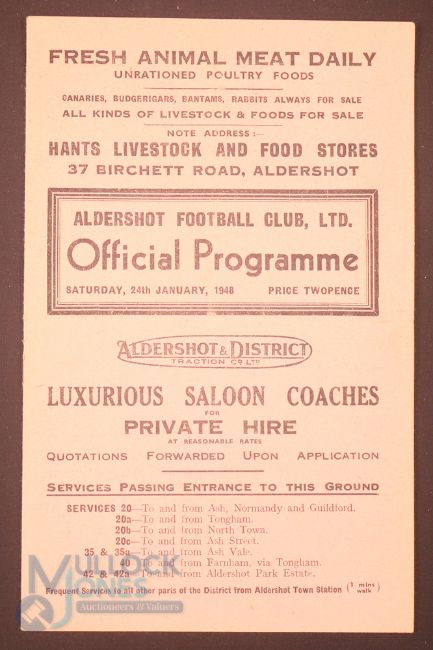 FRESH ANIMAL MEAT DAILY
UNRATIONED POULTRY FOODS
CANARIES, BUDGERIGARS, BANTAMS, RABBITS ALWAYS FOR SALE
ALL KINDS OF LIVESTOCK & FOODS FOR SALE
NOTE ADDRESS :—
HANTS LIVESTOCK AND FOOD STORES
37 BIRCHETT ROAD, ALDERSHOT
ALDERSHOT FOOTBALL CLUB, LTD.
Official Programme
SATURDAY, 24th JANUARY, 1948 PRICE TWOPENCE
ALDERSHOT & DISTRICT
TRACTION CO. LTD
LUXURIOUS SALOON COACHES
FOR
PRIVATE HIRE
AT REASONABLE RATES
QUOTATIONS FORWARDED UPON APPLICATION
SERVICES PASSING ENTRANCE TO THIS GROUND
SERVICES 20—To and from Ash, Normandy and Guildford.
20a—To and from Tongham.
20b—To and from North Town.
20c—To and from Ash Street.
35 & 35a—To and from Ash Vale.
40—To and from Farnham, via Tongham.
42 & 42a—To and from Aldershot Park Estate.
Frequent Services to all other parts of the District from Aldershot Town Station (3 mins walk)
MULLOCK
JONES
Auctioneers & Valuers